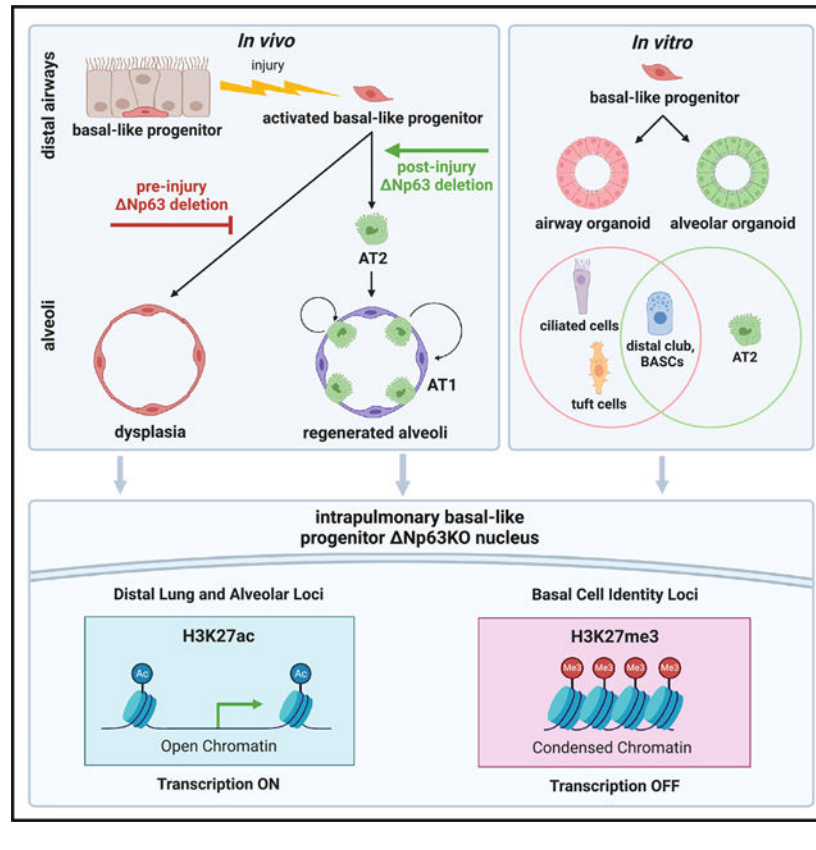 In vivo
distal airways
injury
basal-like progenitor
activated basal-like progenitor
pre-injury
ΔNp63 deletion
post-injury
ΔNp63 deletion
AT2
alveoli
AT1
dysplasia
regenerated alveoli
In vitro
basal-like progenitor
airway organoid
alveolar organoid
ciliated cells
tuft cells
distal club,
BASCs
AT2
intrapulmonary basal-like
progenitor ΔNp63KO nucleus
Distal Lung and Alveolar Loci
H3K27ac
Ac
Ac
Open Chromatin
Transcription ON
Basal Cell Identity Loci
H3K27me3
Me3 Me3 Me3 Me3
Condensed Chromatin
Transcription OFF